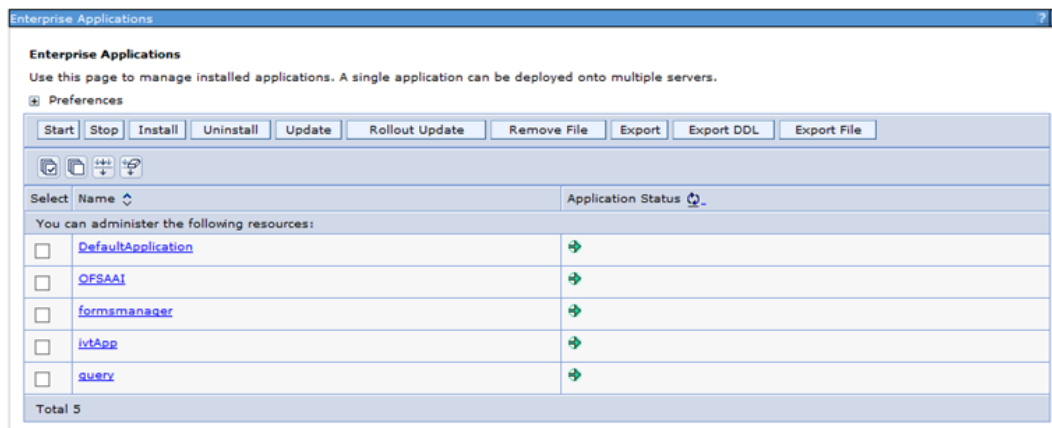 Enterprise Applications ?
Enterprise Applications
Use this page to manage installed applications. A single application can be deployed onto multiple servers.
Preferences
Start Stop Install Uninstall Update Rollout Update Remove File Export Export DDL Export File
Select Name Application Status
You can administer the following resources:
DefaultApplication
OFSAAI
formsmanager
ivtApp
query
Total 5